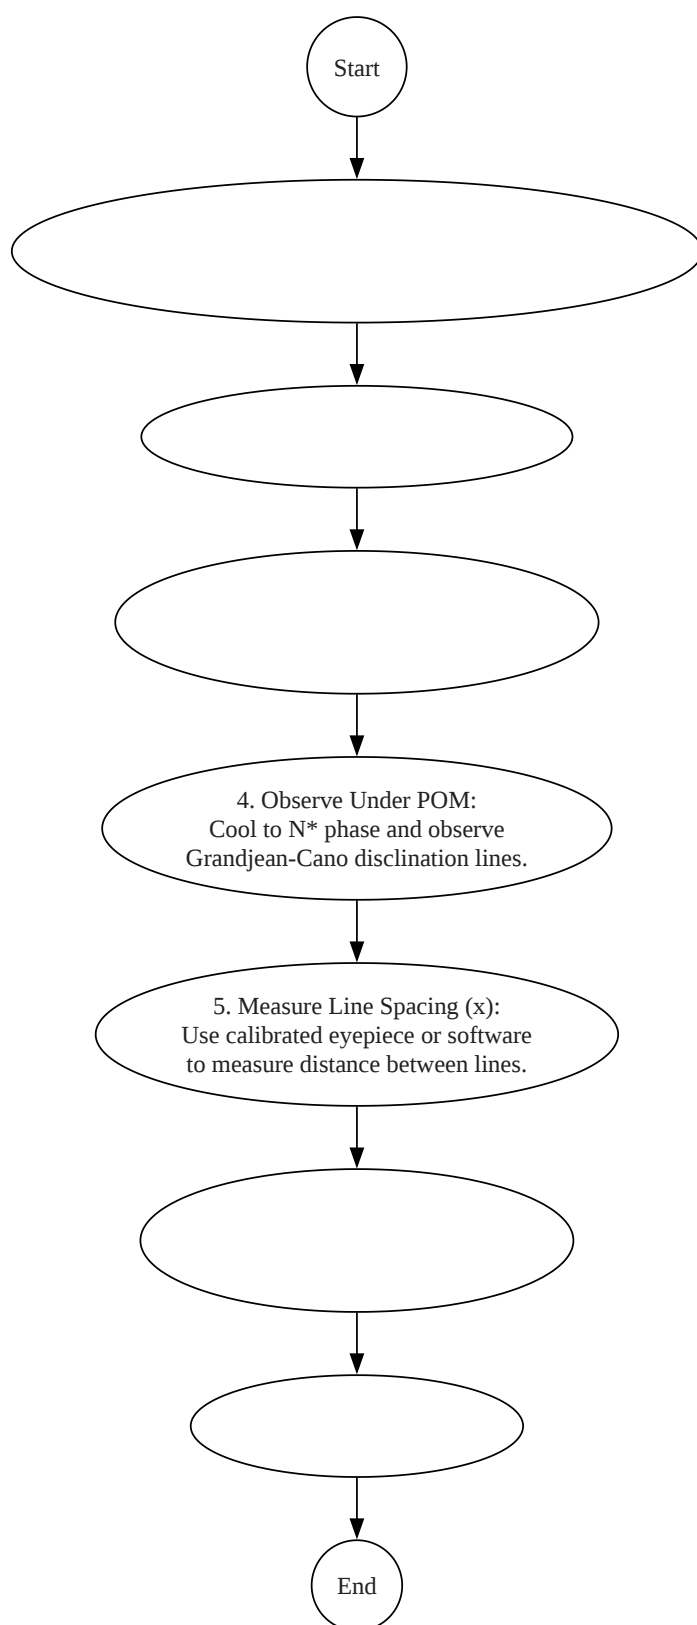 Start
4. Observe Under POM:
Cool to N* phase and observe
Grandjean-Cano disclination lines.
5. Measure Line Spacing (x):
Use calibrated eyepiece or software
to measure distance between lines.
End